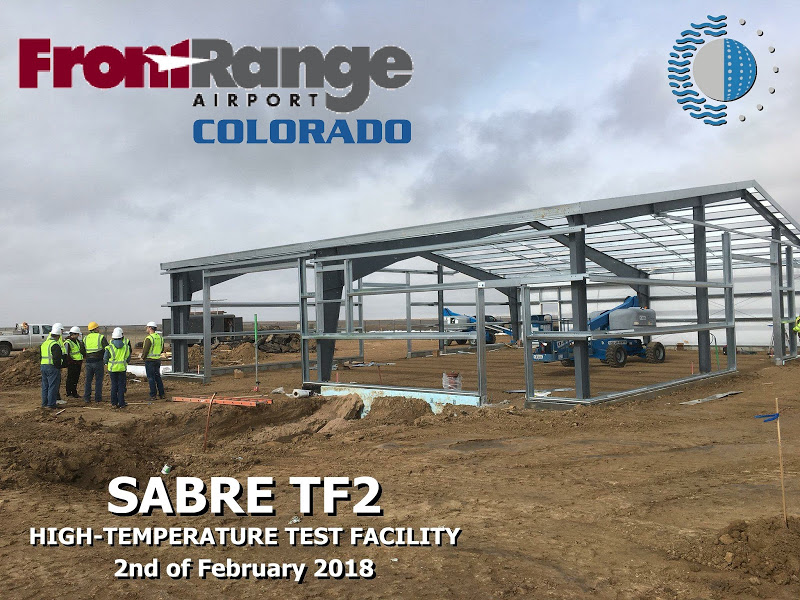 FrontRange
AIRPORT
COLORADO
SABRE TF2
HIGH-TEMPERATURE TEST FACILITY
2nd of February 2018